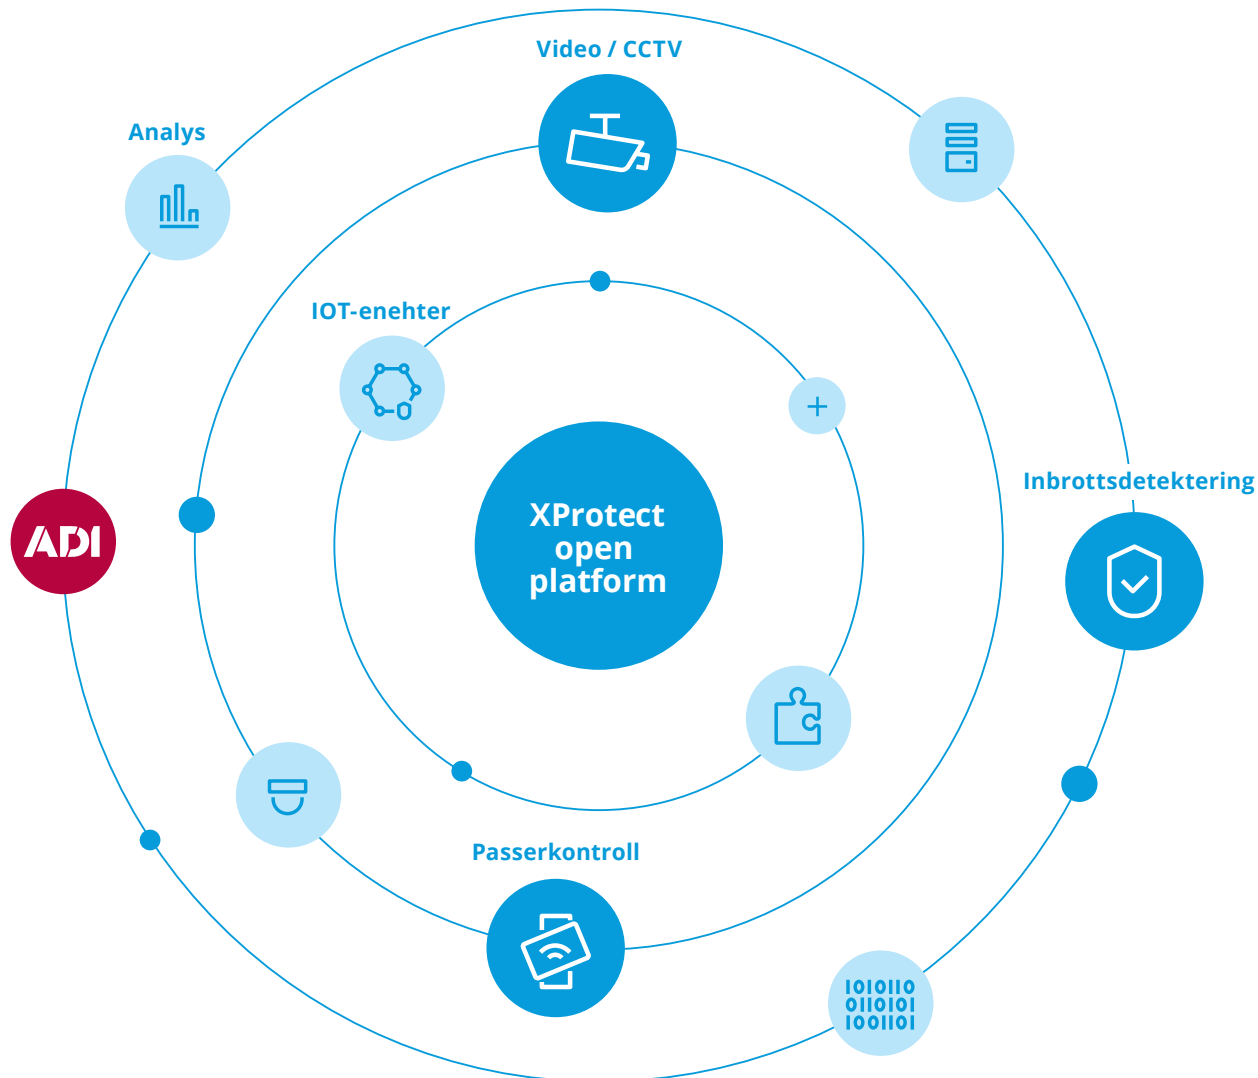 Video / CCTV
Analys
IOT-enehter
Inbrottsdetektering
ADI
XProtect
open
platform
Passerkontroll
1010110
0110101
1001101